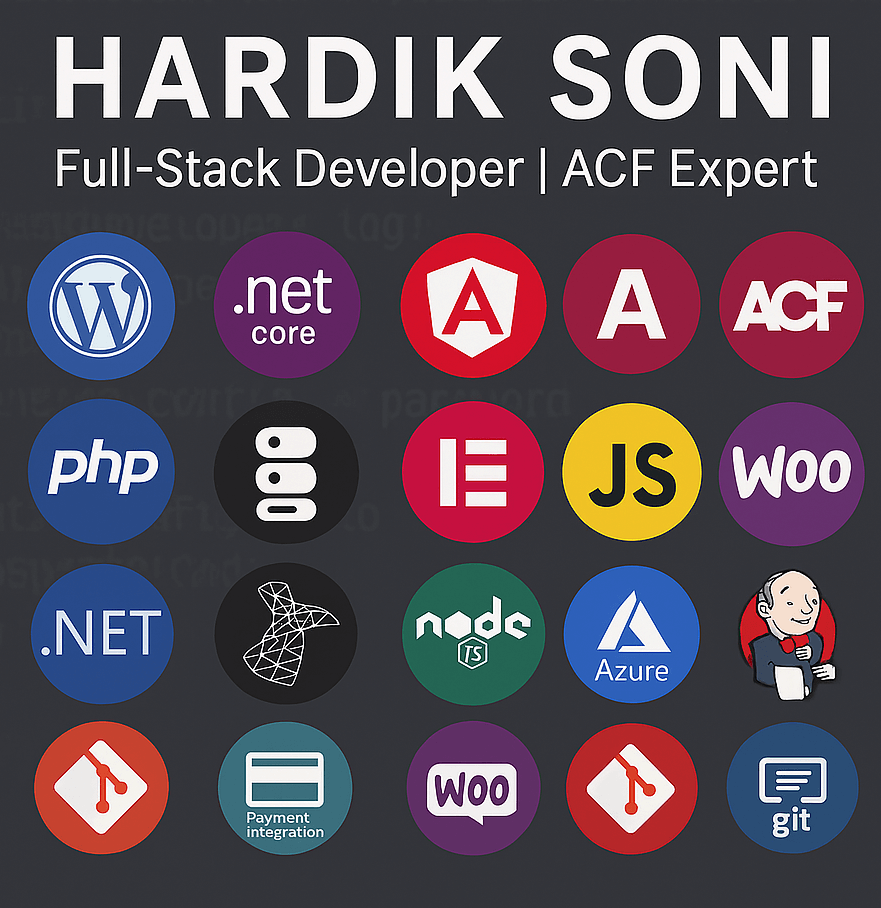 HARDIK SONI
Full-Stack Developer | ACF Expert
W
.net
core
A
A
ACF
php
JS
Woo
.NET
node
TS
Azure
Payment
integration
Woo
git